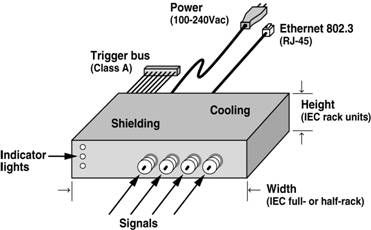 Power
(100-240Vac)
Ethernet 802.3
(RJ-45)
Trigger bus
(Class A)
Cooling
Height
(IEC rack units)
Shielding
Indicator
lights
Width
(IEC full- or half-rack)
Signals